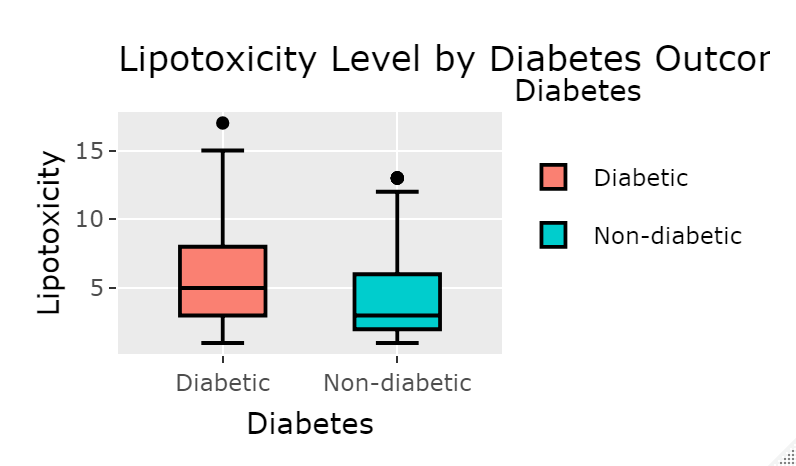 Lipotoxicity Level by Diabetes Outcor
Diabetes
Diabetic
Non-diabetic
Lipotoxicity
15
10
5
Diabetic Non-diabetic
Diabetes